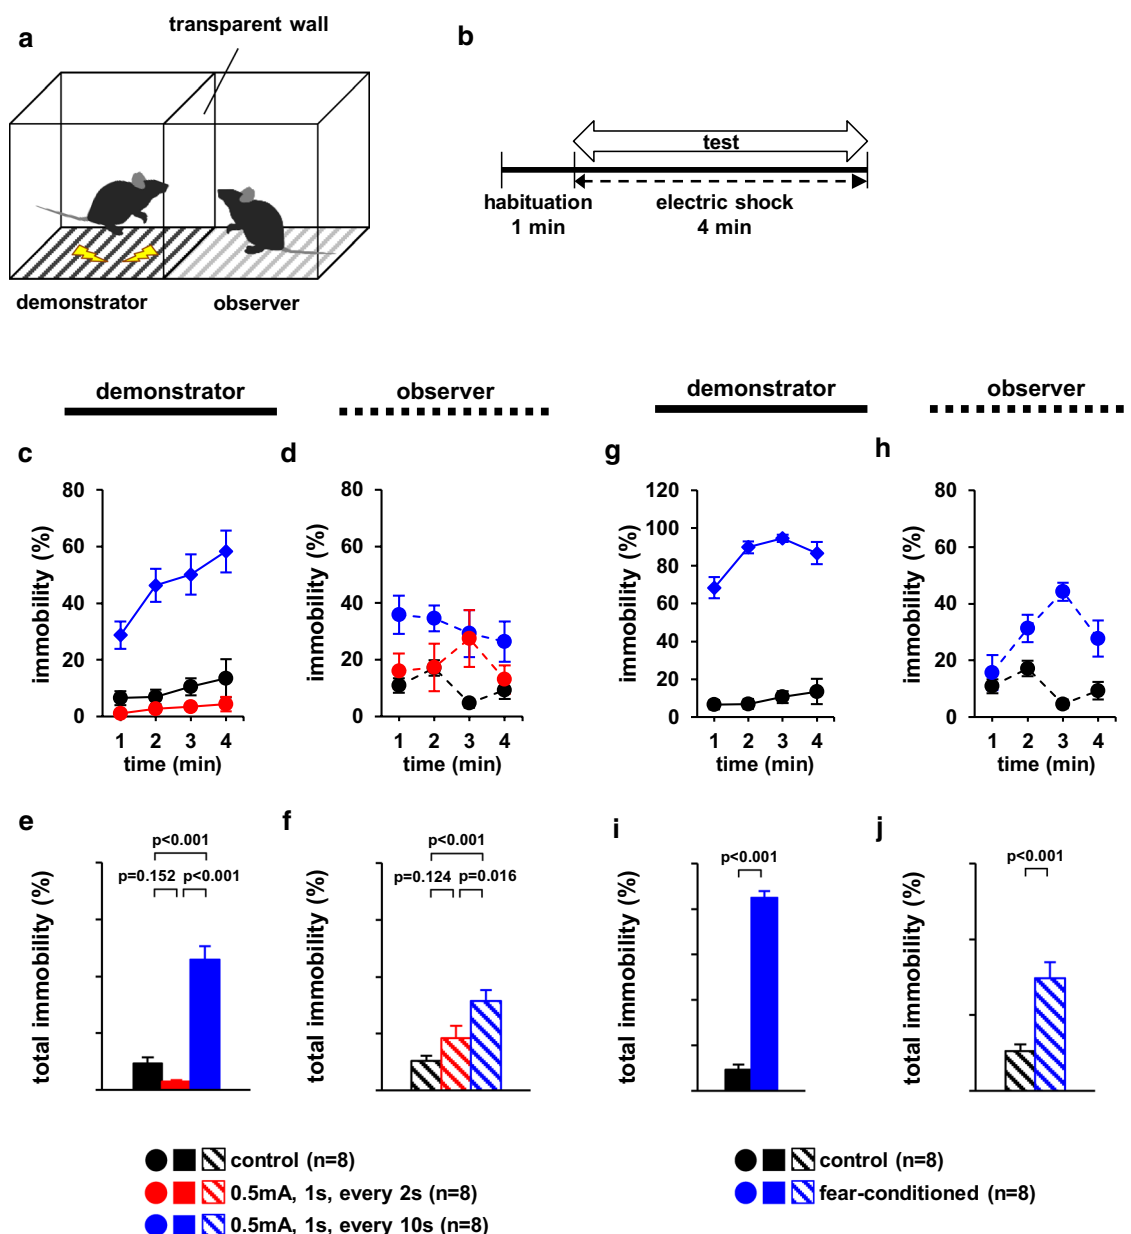 a
transparent wall
demonstrator
observer
b
test
habituation
1 min
electric shock
4 min
demonstrator
observer
demonstrator
observer
c
immobility (%)
80
60
40
20
0
1 2 3 4
time (min)
d
immobility (%)
80
60
40
20
0
1 2 3 4
time (min)
g
immobility (%)
120
100
80
60
40
20
0
1 2 3 4
time (min)
h
immobility (%)
80
60
40
20
0
1 2 3 4
time (min)
e
total immobility (%)
p<0.001
p=0.152
p<0.001
f
total immobility (%)
p<0.001
p=0.124
p=0.016
i
total immobility (%)
p<0.001
j
total immobility (%)
p<0.001
control (n=8)
0.5mA, 1s, every 2s (n=8)
0.5mA, 1s, every 10s (n=8)
control (n=8)
fear-conditioned (n=8)